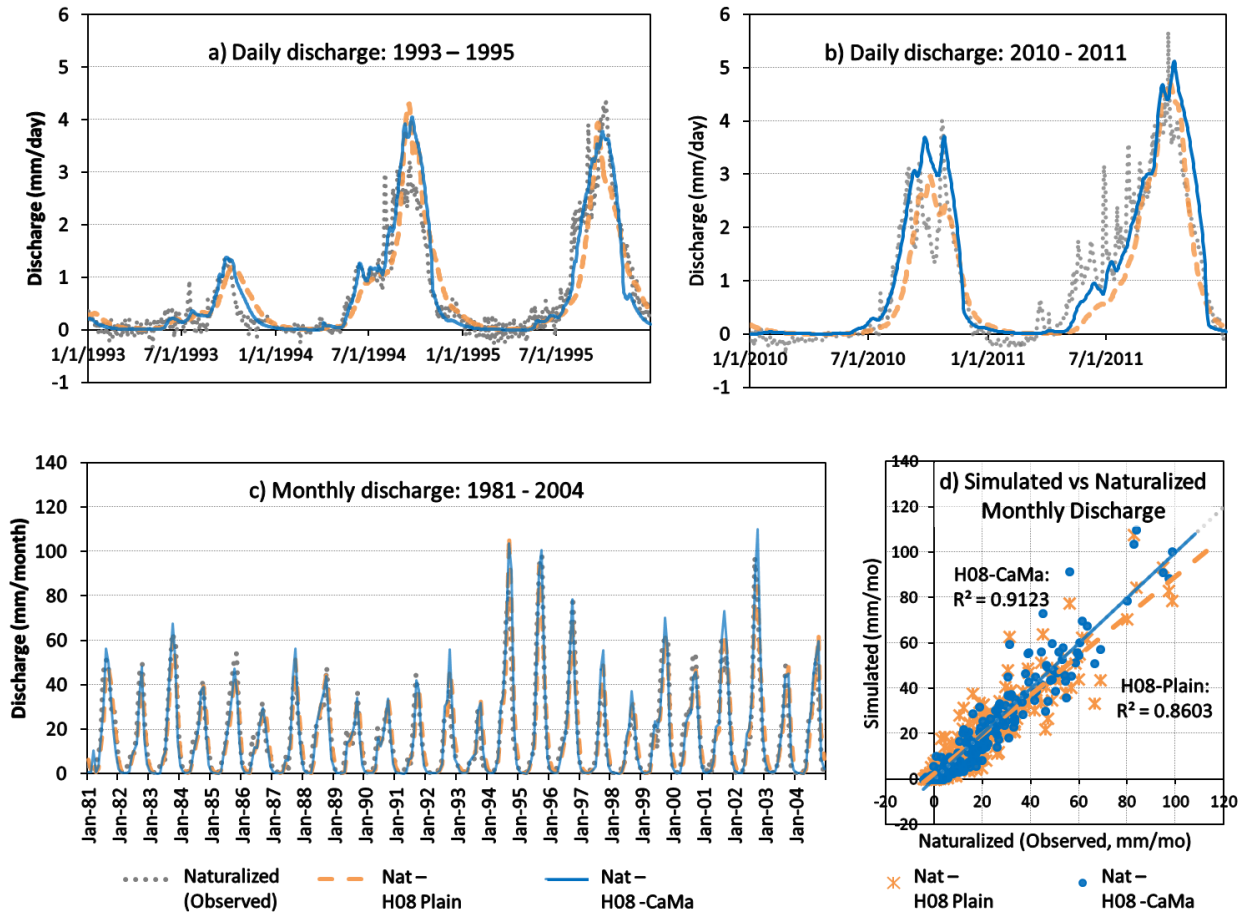 a) Daily discharge: 1993 – 1995
Discharge (mm/day)
6
5
4
3
2
1
0
-1
1/1/1993
7/1/1993
1/1/1994
7/1/1994
1/1/1995
7/1/1995
b) Daily discharge: 2010 - 2011
Discharge (mm/day)
6
5
4
3
2
1
0
-1
1/1/2010
7/1/2010
1/1/2011
7/1/2011
c) Monthly discharge: 1981 - 2004
Discharge (mm/month)
140
120
100
80
60
40
20
0
Jan-81
Jan-82
Jan-83
Jan-84
Jan-85
Jan-86
Jan-87
Jan-88
Jan-89
Jan-90
Jan-91
Jan-92
Jan-93
Jan-94
Jan-95
Jan-96
Jan-97
Jan-98
Jan-99
Jan-00
Jan-01
Jan-02
Jan-03
Jan-04
d) Simulated vs Naturalized
Monthly Discharge
Simulated (mm/mo)
140
120
100
80
60
40
20
0
-20
-20
0
20
40
60
80
100
120
H08-CaMa:
R² = 0.9123
H08-Plain:
R² = 0.8603
Naturalized (Observed, mm/mo)
Naturalized
(Observed)
Nat –
H08 Plain
Nat –
H08 -CaMa
Nat –
H08 Plain
Nat –
H08 -CaMa